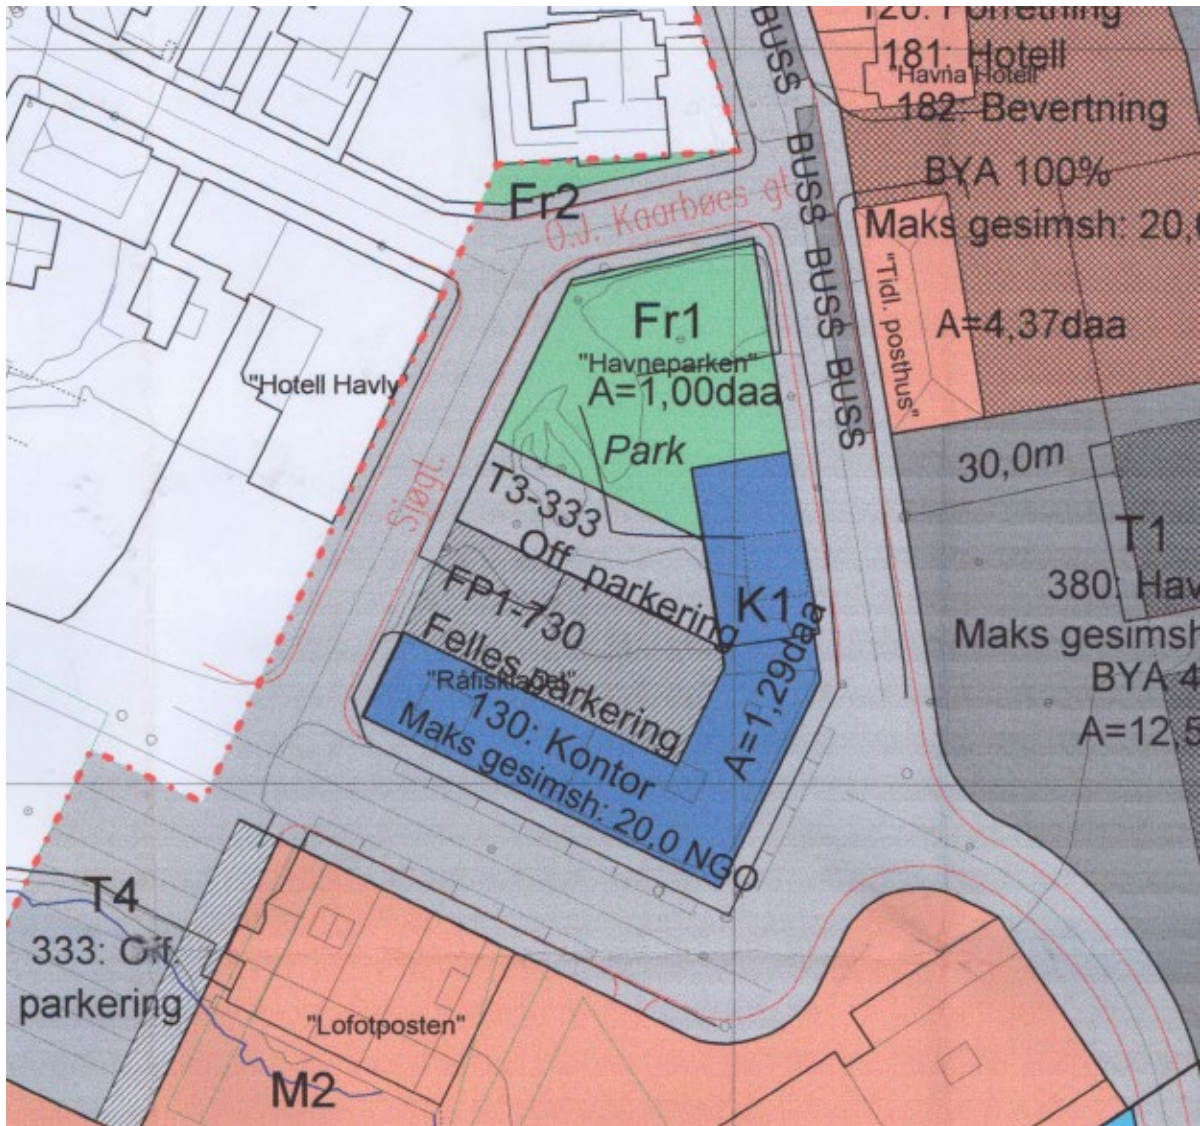 120: Forretning
181: Hotell
"Havna Hotell"
182: Bevertning
BYA 100%
Maks gesimsh: 20,
A=4,37daa
"Tidl. posthus"
BUSS
BUSS
BUSS
BUSS
BUSS
Fr2
O.J. Kaarbøes gt.
Fr1
"Havneparken"
A=1,00daa
Park
"Hotell Havly"
Sjøgt.
T3-333
Off. parkering
FP1-730
Felles parkering
"Råfisklaget"
130: Kontor
Maks gesimsh: 20,0 NGO
K1
A=1,29daa
30,0m
T1
380: Hav
Maks gesimsh
BYA 4
A=12,5
T4
333: Off.
parkering
"Lofotposten"
M2